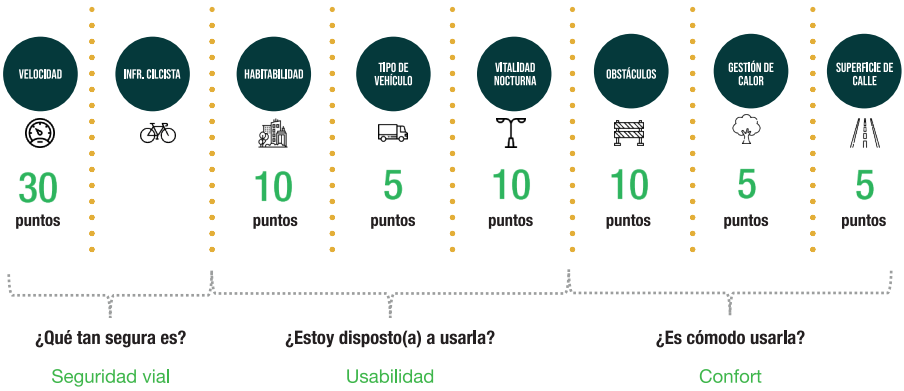 VELOCIDAD
INFR. CILCISTA
HABITABILIDAD
TIPO DE
VEHÍCULO
VITALIDAD
NOCTURNA
OBSTÁCULOS
GESTIÓN DE
CALOR
SUPERFICIE DE
CALLE
30
puntos
10
puntos
5
puntos
10
puntos
10
puntos
5
puntos
5
puntos
¿Qué tan segura es?
¿Estoy disposto(a) a usarla?
¿Es cómodo usarla?
Seguridad vial
Usabilidad
Confort